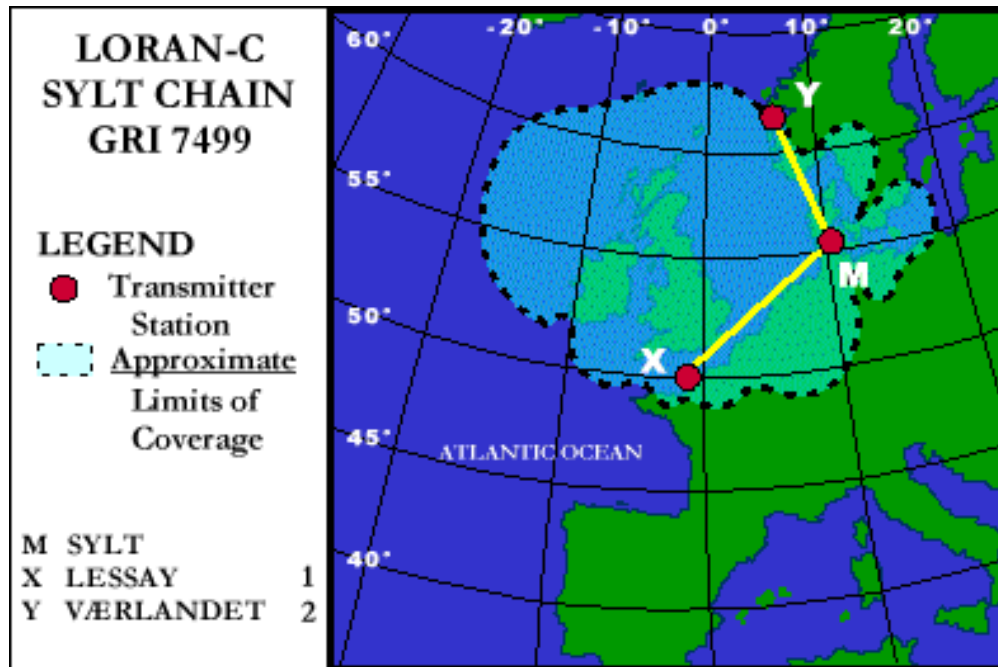 LORAN-C
SYLT CHAIN
GRI 7499
LEGEND
Transmitter
Station
Approximate
Limits of
Coverage
M SYLT
X LESSAY 1
Y VÆRLANDET 2
-20° -10° 0° 10° 20°
60°
55°
50°
45°
40°
Y
M
X
ATLANTIC OCEAN